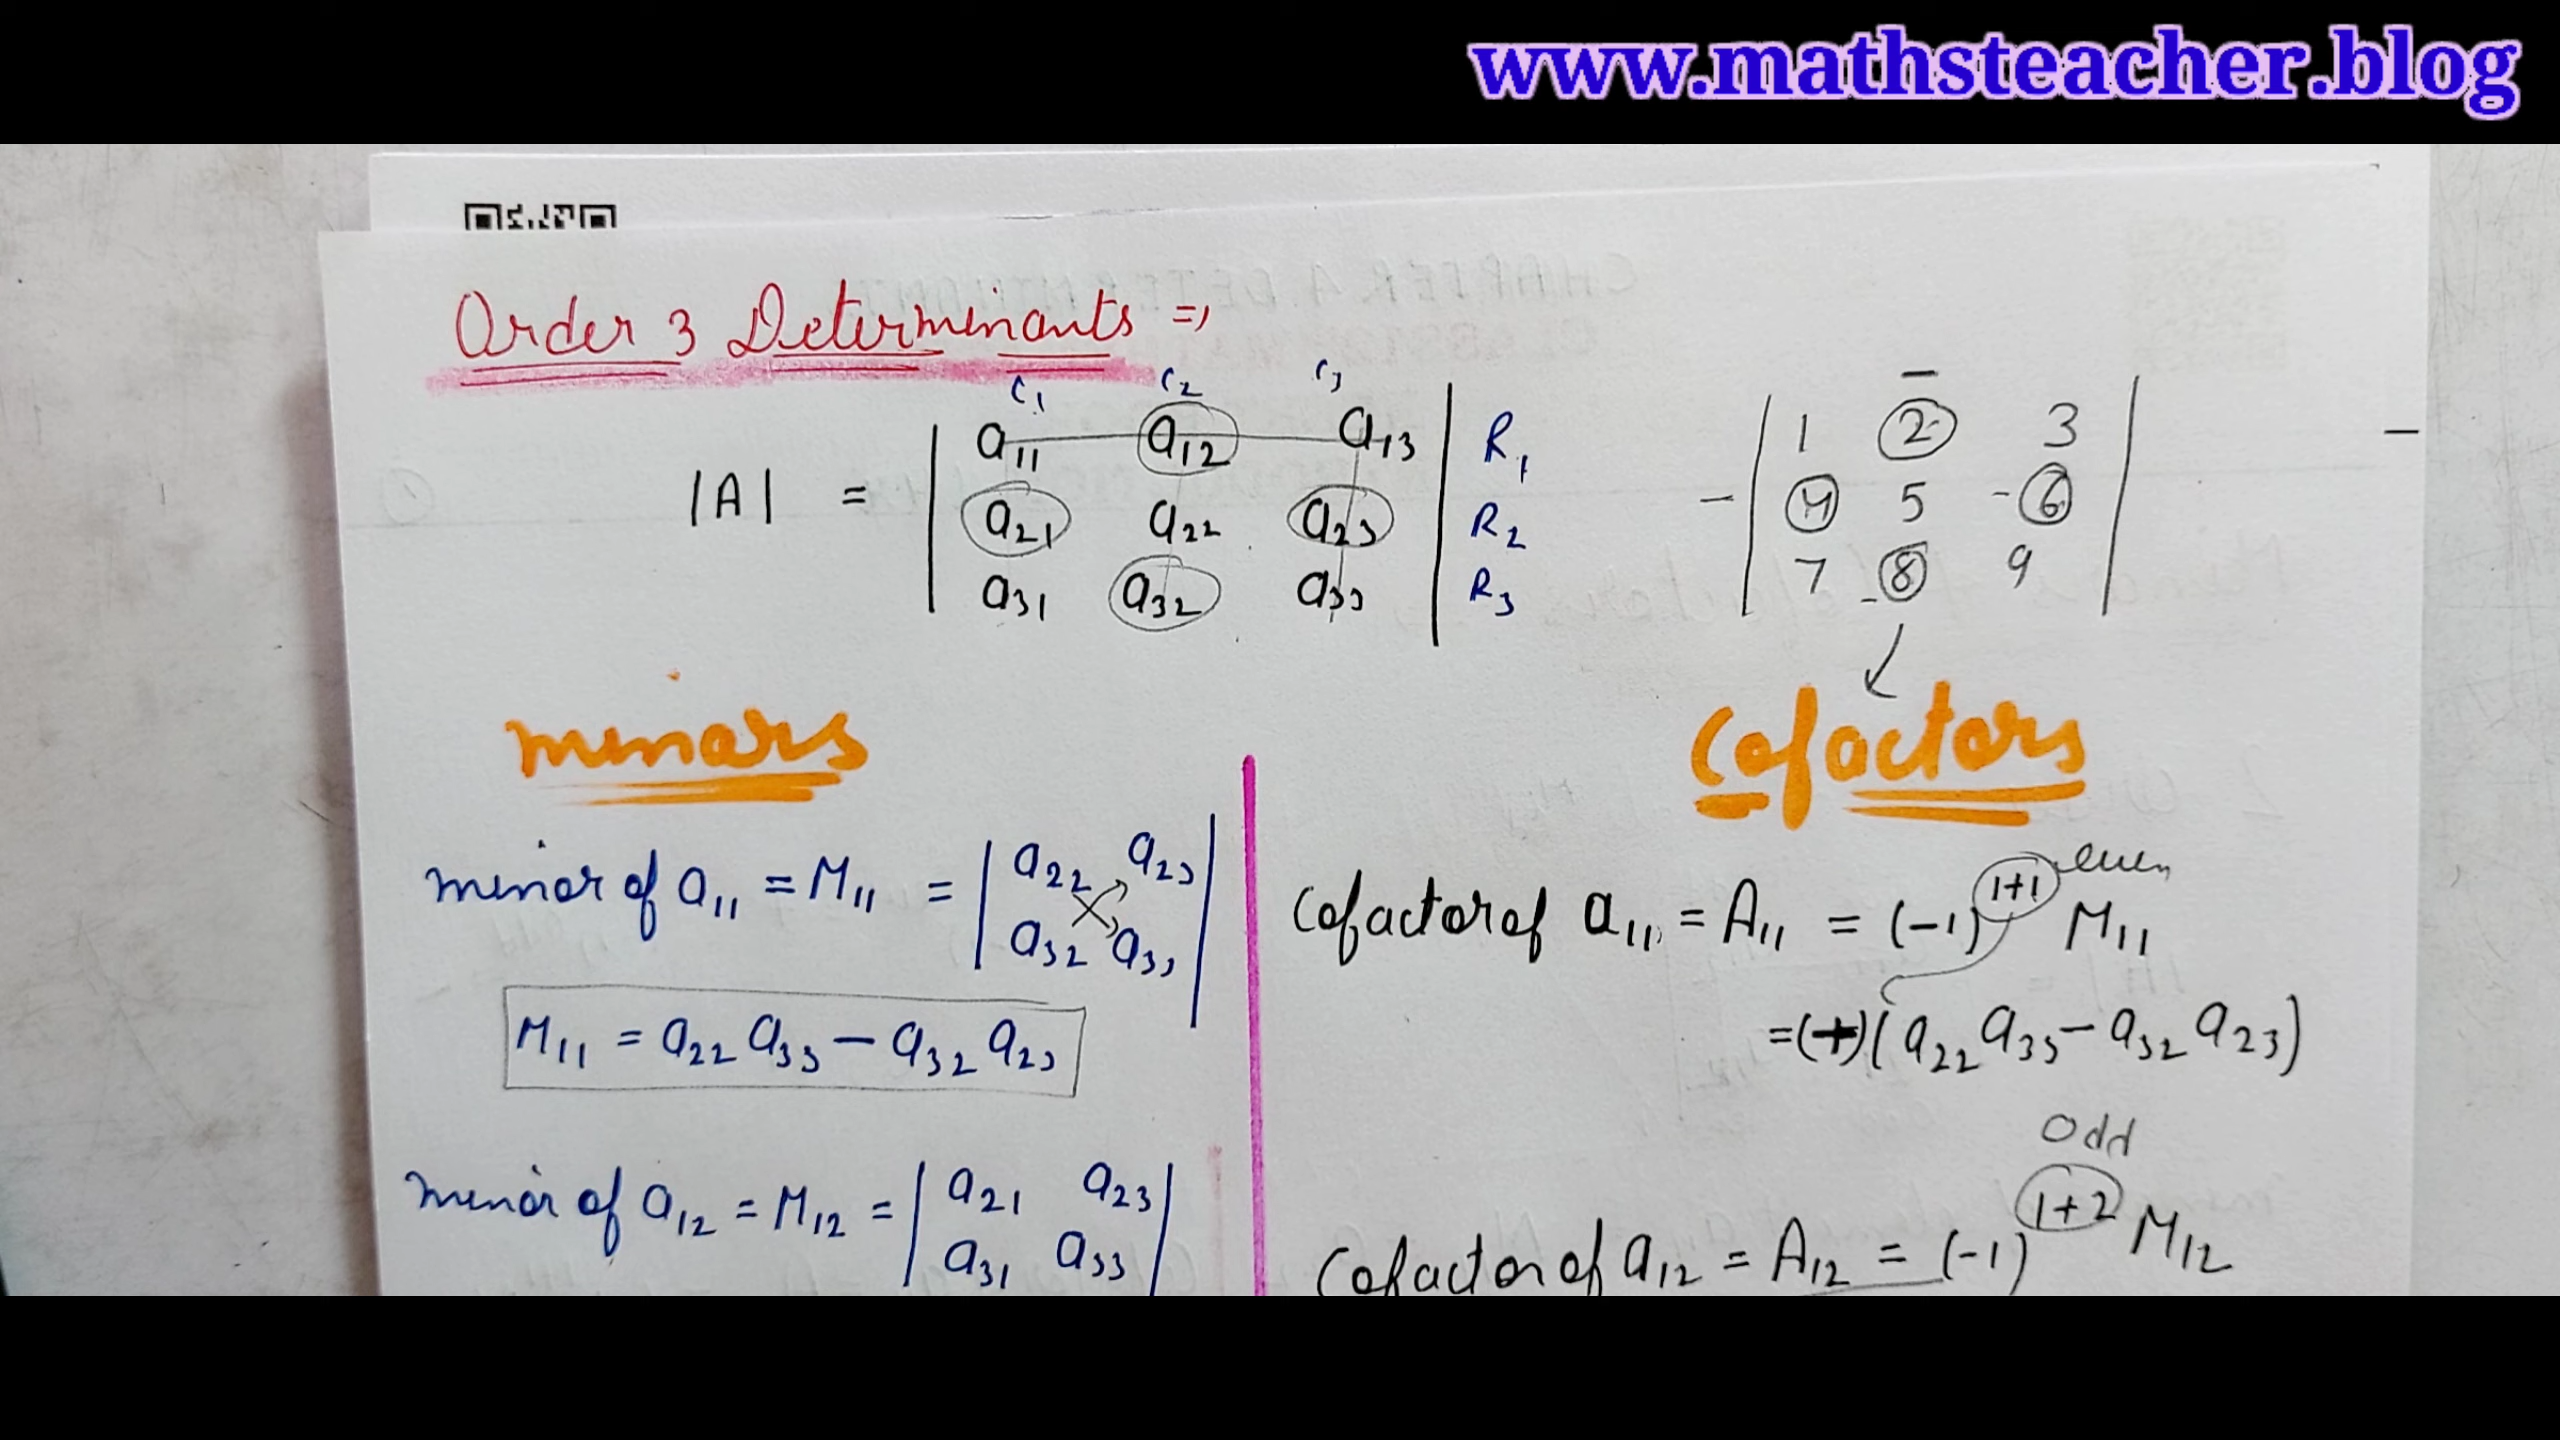 www.mathsteacher.blog
Order 3 Determinants =,
C1 C2 C3
|A| = | a11 a12 a13 | R1
| a21 a22 a23 | R2
| a31 a32 a33 | R3
–
| 1 2 3 | –
– | 4 5 -6 |
| 7 -8 9 |
minors
minor of a11 = M11 = | a22 a23 |
| a32 a33 |
M11 = a22 a33 – a32 a23
minor of a12 = M12 = | a21 a23 |
| a31 a33 |
Cofactors
even
Cofactor of a11 = A11 = (-1)^1+1 M11
=(+)(a22 a33 – a32 a23)
Odd
Cofactor of a12 = A12 = (-1)^1+2 M12